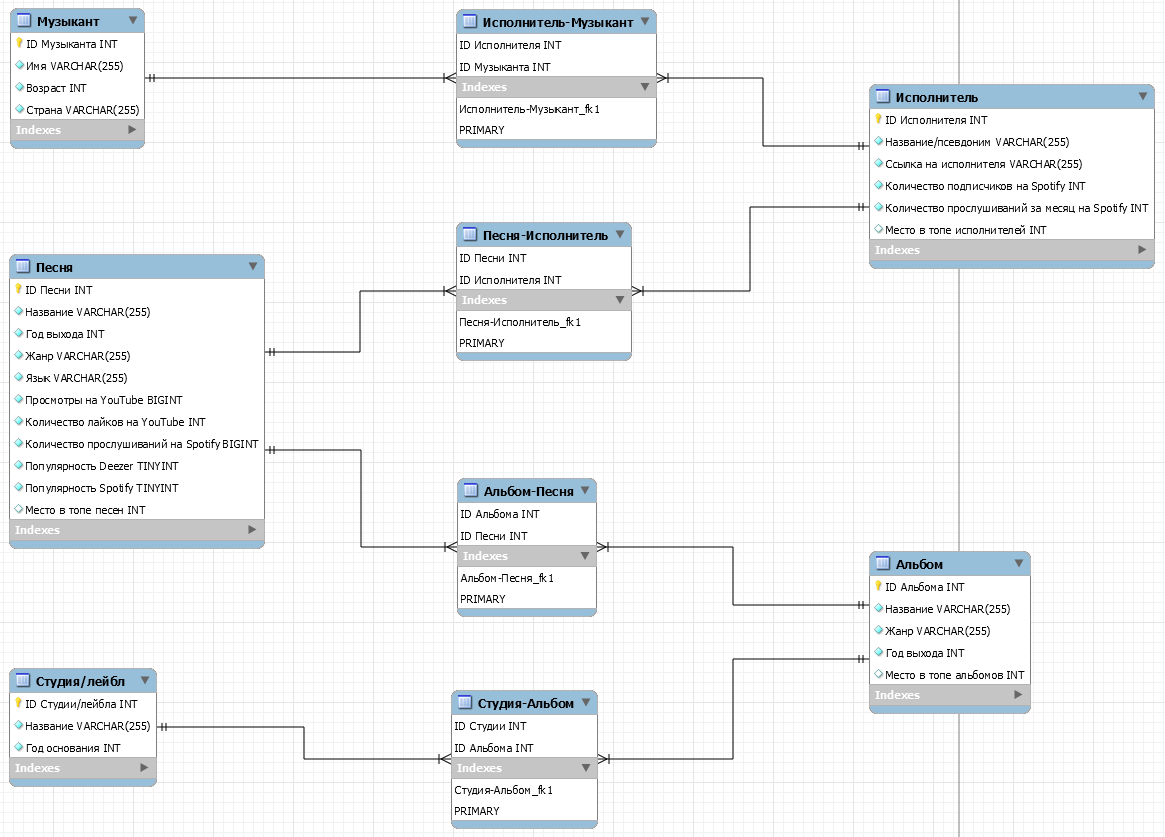 Музыкант
ID Музыканта INT
Имя VARCHAR(255)
Возраст INT
Страна VARCHAR(255)
Indexes
Исполнитель-Музыкант
ID Исполнителя INT
ID Музыканта INT
Indexes
Исполнитель-Музыкант_fk1
PRIMARY
Исполнитель
ID Исполнителя INT
Название/псевдоним VARCHAR(255)
Ссылка на исполнителя VARCHAR(255)
Количество подписчиков на Spotify INT
Количество прослушиваний за месяц на Spotify INT
Место в топе исполнителей INT
Indexes
Песня-Исполнитель
ID Песни INT
ID Исполнителя INT
Indexes
Песня-Исполнитель_fk1
PRIMARY
Песня
ID Песни INT
Название VARCHAR(255)
Год выхода INT
Жанр VARCHAR(255)
Язык VARCHAR(255)
Просмотры на YouTube BIGINT
Количество лайков на YouTube INT
Количество прослушиваний на Spotify BIGINT
Популярность Deezer TINYINT
Популярность Spotify TINYINT
Место в топе песен INT
Indexes
Альбом-Песня
ID Альбома INT
ID Песни INT
Indexes
Альбом-Песня_fk1
PRIMARY
Альбом
ID Альбома INT
Название VARCHAR(255)
Жанр VARCHAR(255)
Год выхода INT
Место в топе альбомов INT
Indexes
Студия/лейбл
ID Студии/лейбла INT
Название VARCHAR(255)
Год основания INT
Indexes
Студия-Альбом
ID Студии INT
ID Альбома INT
Indexes
Студия-Альбом_fk1
PRIMARY